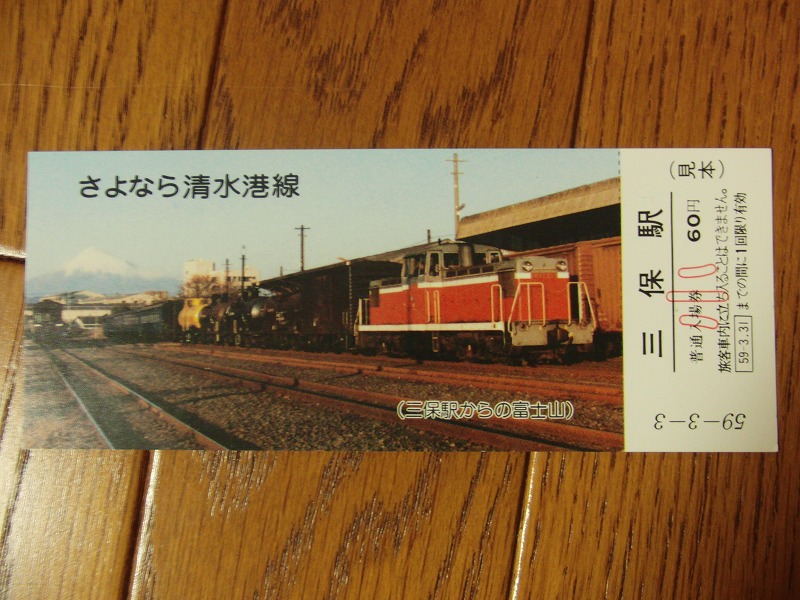 さよなら清水港線
(三保駅からの富士山)
(見本)
三保駅
普通入場券 60円
旅客車内に立ち入ることはできません。
59-3.31 までの間に1回限り有効
59-3-3